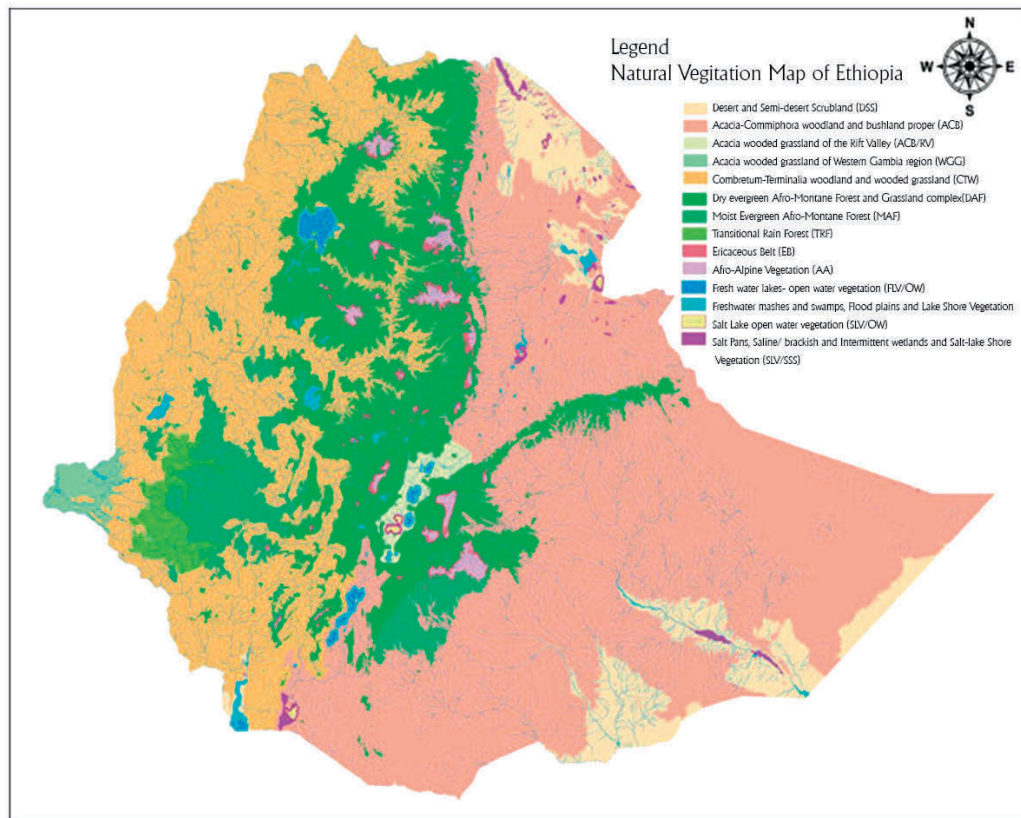 Legend
Natural Vegitation Map of Ethiopia
N
W
E
S
Desert and Semi-desert Scrubland (DSS)
Acacia-Commiphora woodland and bushland proper (ACB)
Acacia wooded grassland of the Rift Valley (ACB/RV)
Acacia wooded grassland of Western Gambia region (WGG)
Combretum-Terminalia woodland and wooded grassland (CTW)
Dry evergreen Afro-Montane Forest and Grassland complex(DAF)
Moist Evergreen Afro-Montane Forest (MAF)
Transitional Rain Forest (TRF)
Ericaceous Belt (EB)
Afro-Alpine Vegetation (AA)
Fresh water lakes- open water vegetation (FLV/OW)
Freshwater mashes and swamps, Flood plains and Lake Shore Vegetation
Salt Lake open water vegetation (SLV/OW)
Salt Pans, Saline/ brackish and Intermittent wetlands and Salt-lake Shore
Vegetation (SLV/SSS)